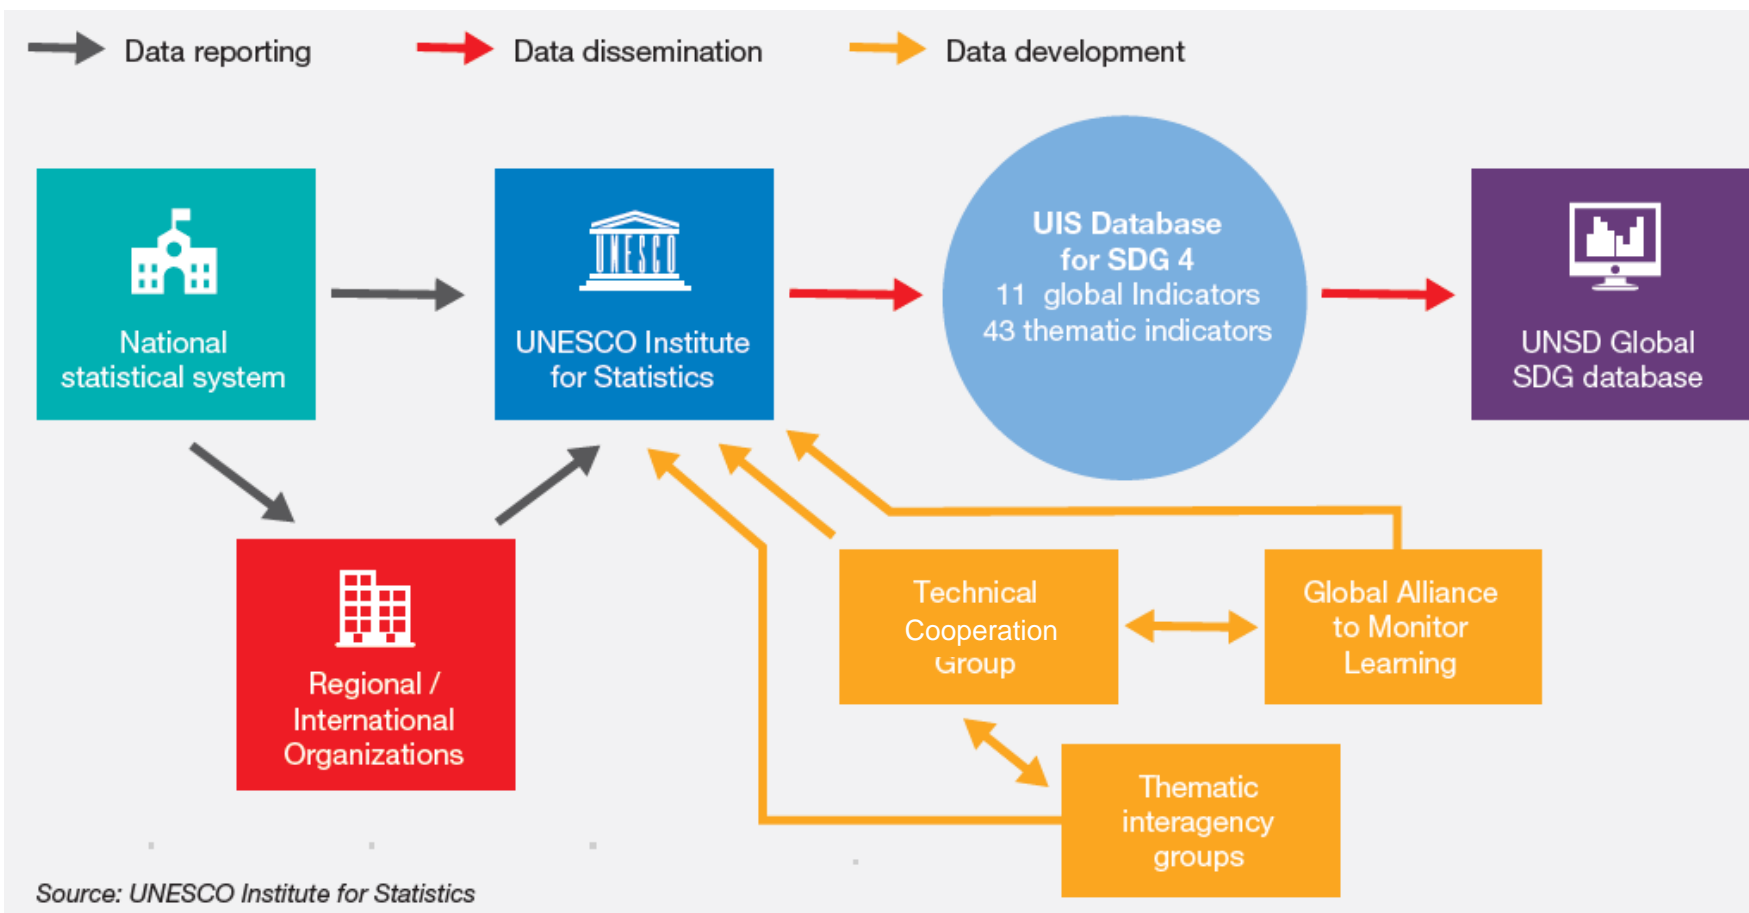 Data reporting
Data dissemination
Data development
National
statistical system
UNESCO
UNESCO Institute
for Statistics
UIS Database
for SDG 4
11 global Indicators
43 thematic indicators
UNSD Global
SDG database
Regional /
International
Organizations
Technical
Cooperation
Group
Global Alliance
to Monitor
Learning
Thematic
interagency
groups
Source: UNESCO Institute for Statistics